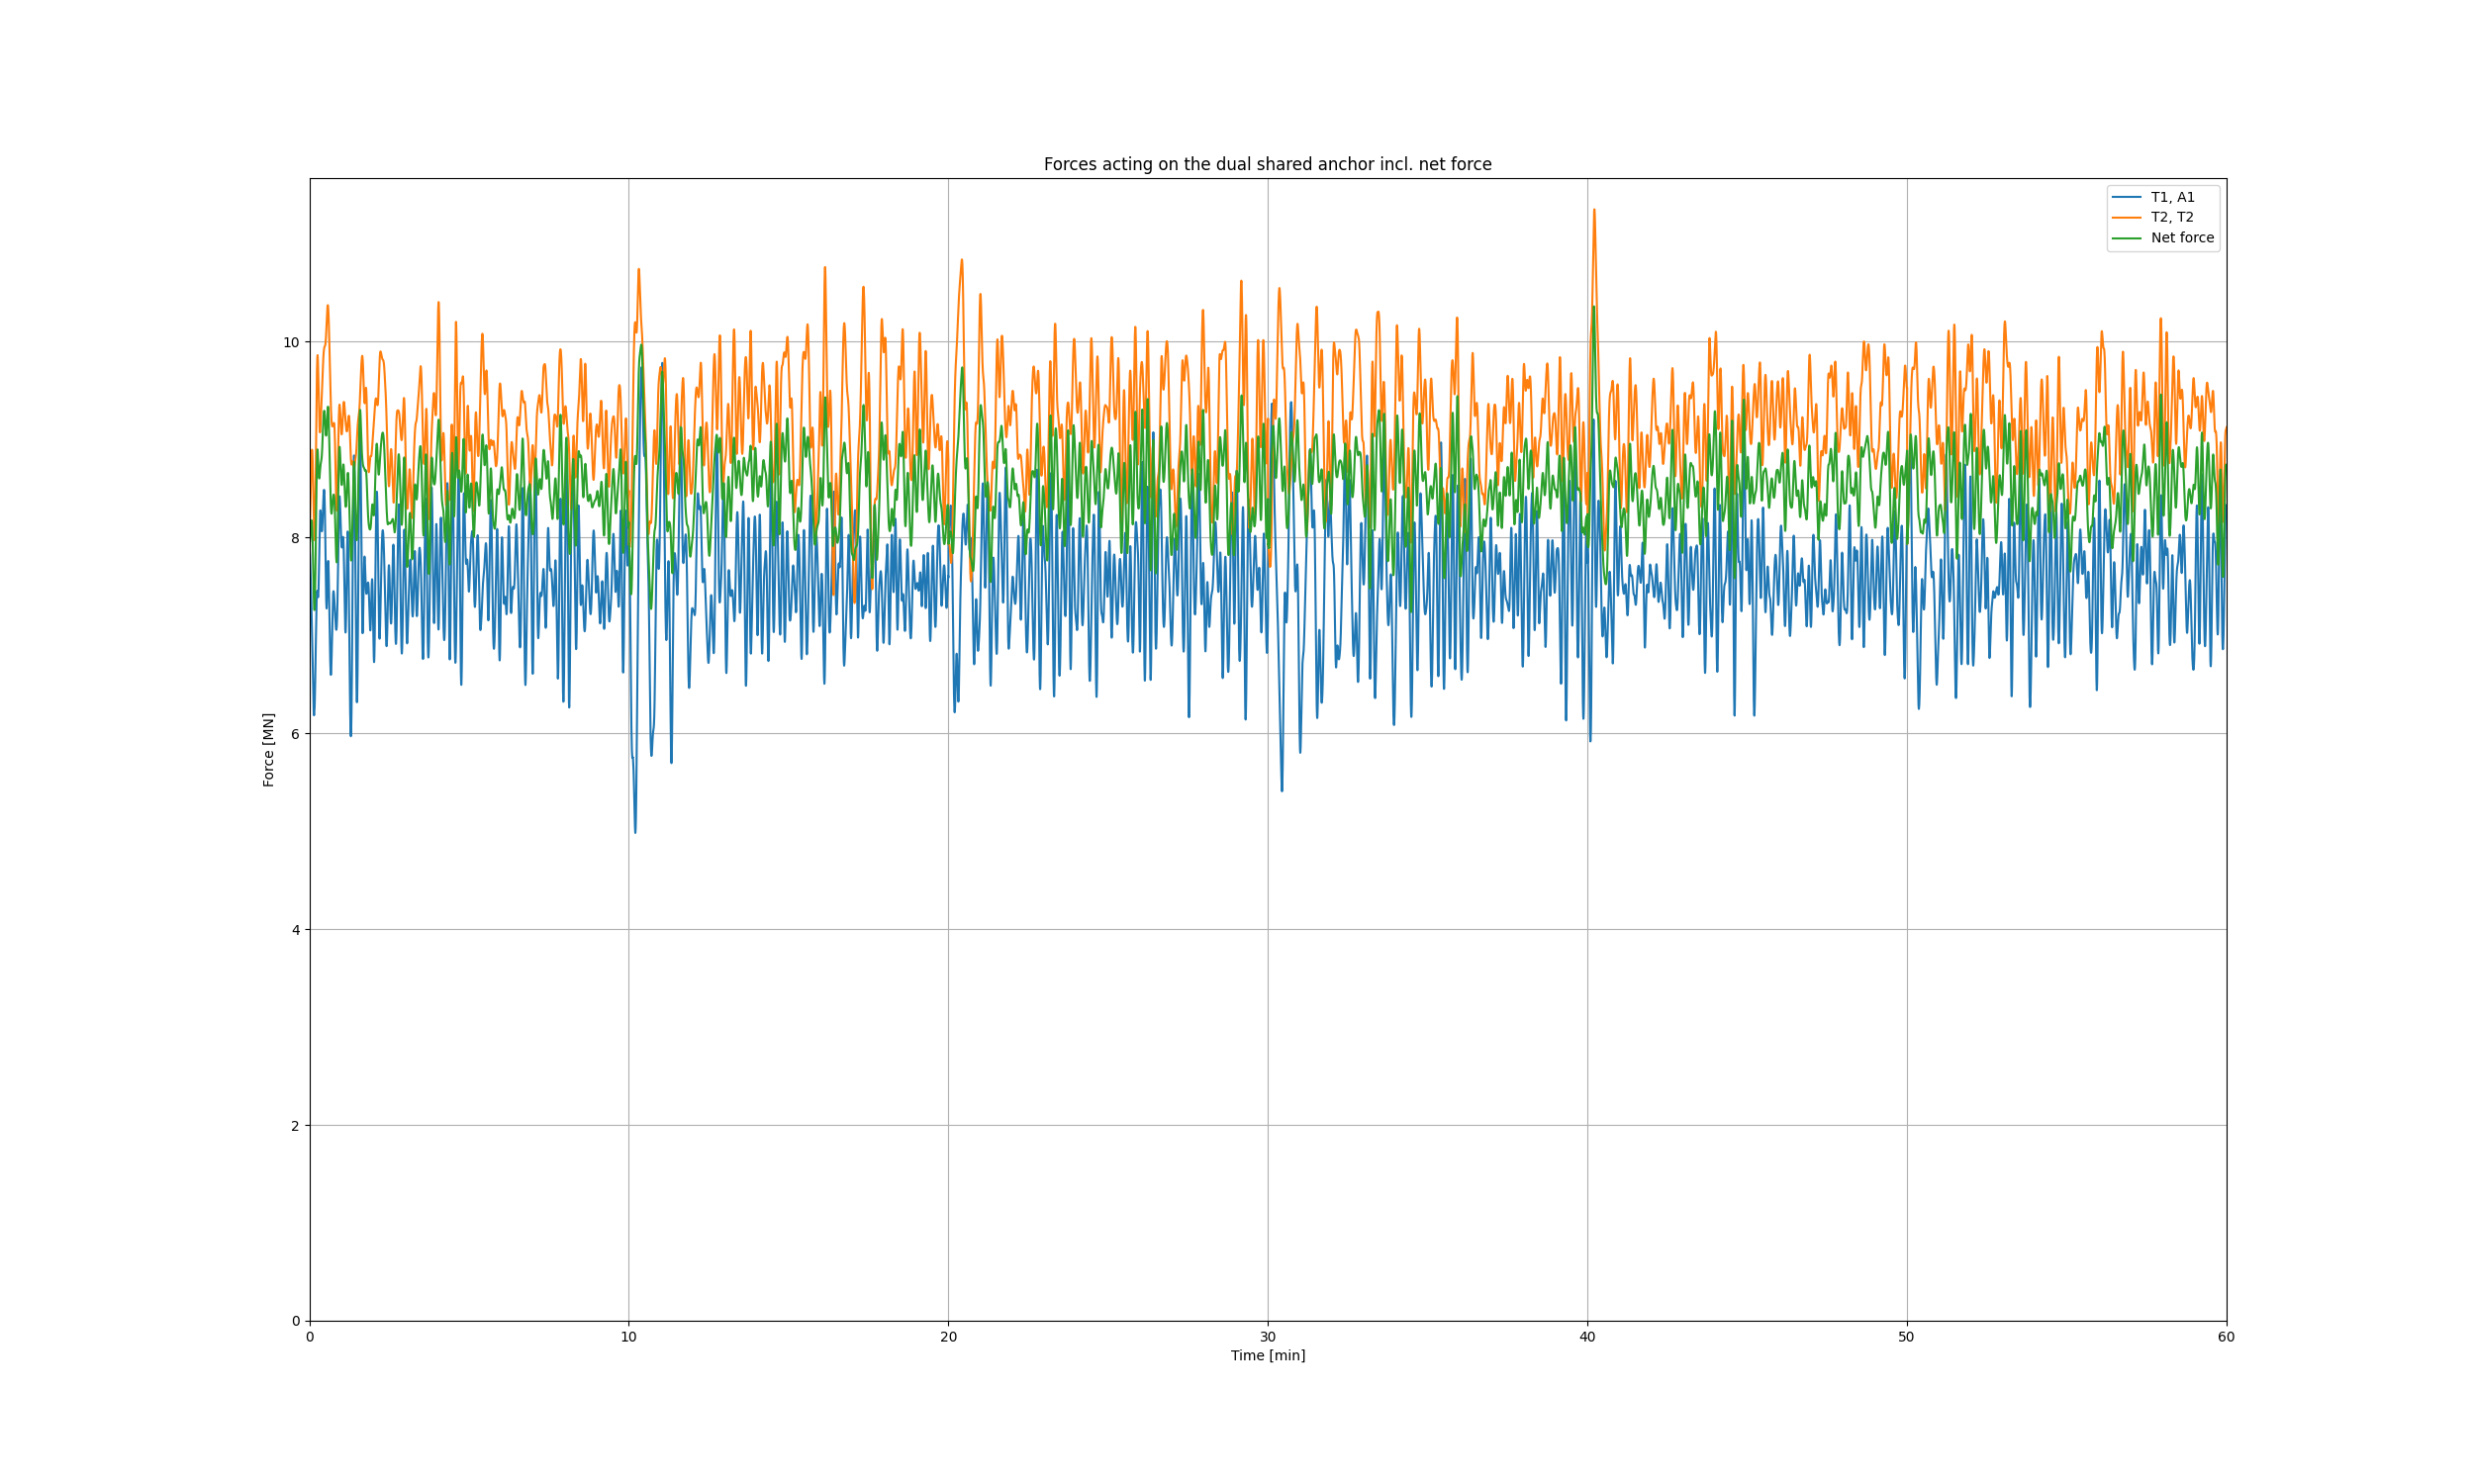 Forces acting on the dual shared anchor incl. net force
T1, A1
T2, T2
Net force
10
8
6
4
2
0
Force [MN]
0 10 20 30 40 50 60
Time [min]